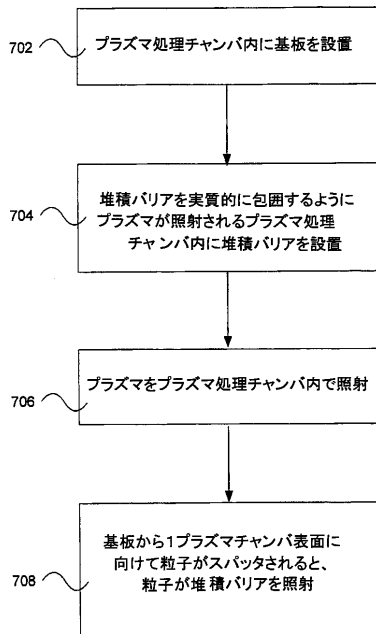 702
プラズマ処理チャンバ内に基板を設置
704
堆積バリアを実質的に包囲するように
プラズマが照射されるプラズマ処理
チャンバ内に堆積バリアを設置
706
プラズマをプラズマ処理チャンバ内で照射
708
基板から1プラズマチャンバ表面に
向けて粒子がスパッタされると、
粒子が堆積バリアを照射